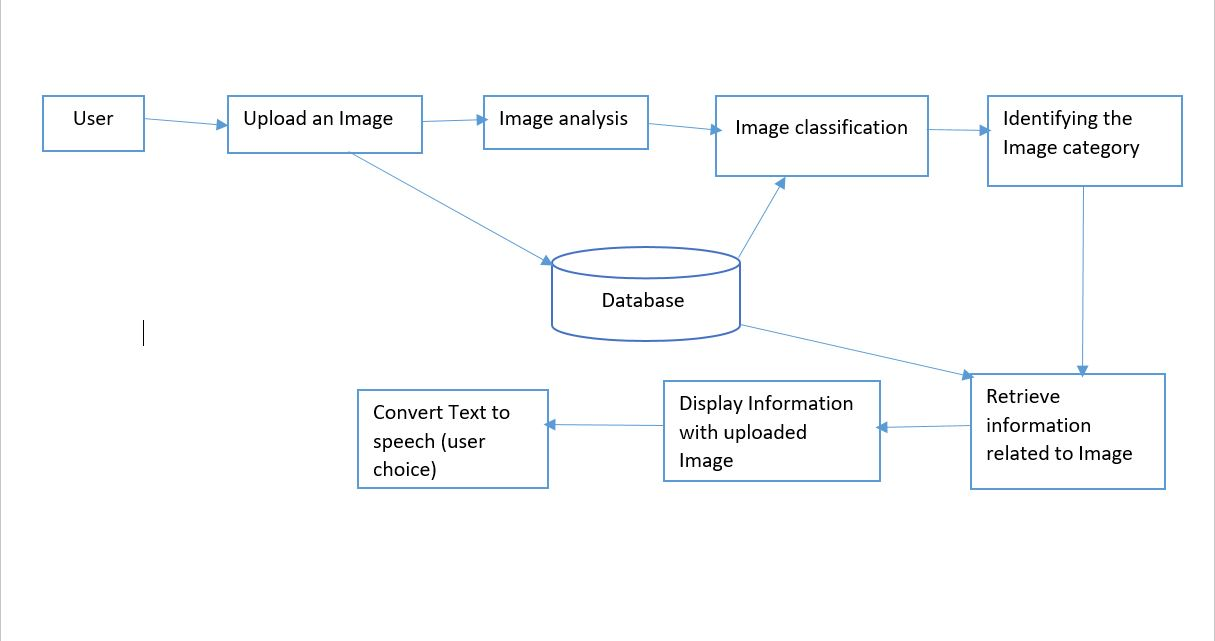 User
Upload an Image
Image analysis
Image classification
Identifying the
Image category
Database
Retrieve
information
related to Image
Display Information
with uploaded
Image
Convert Text to
speech (user
choice)